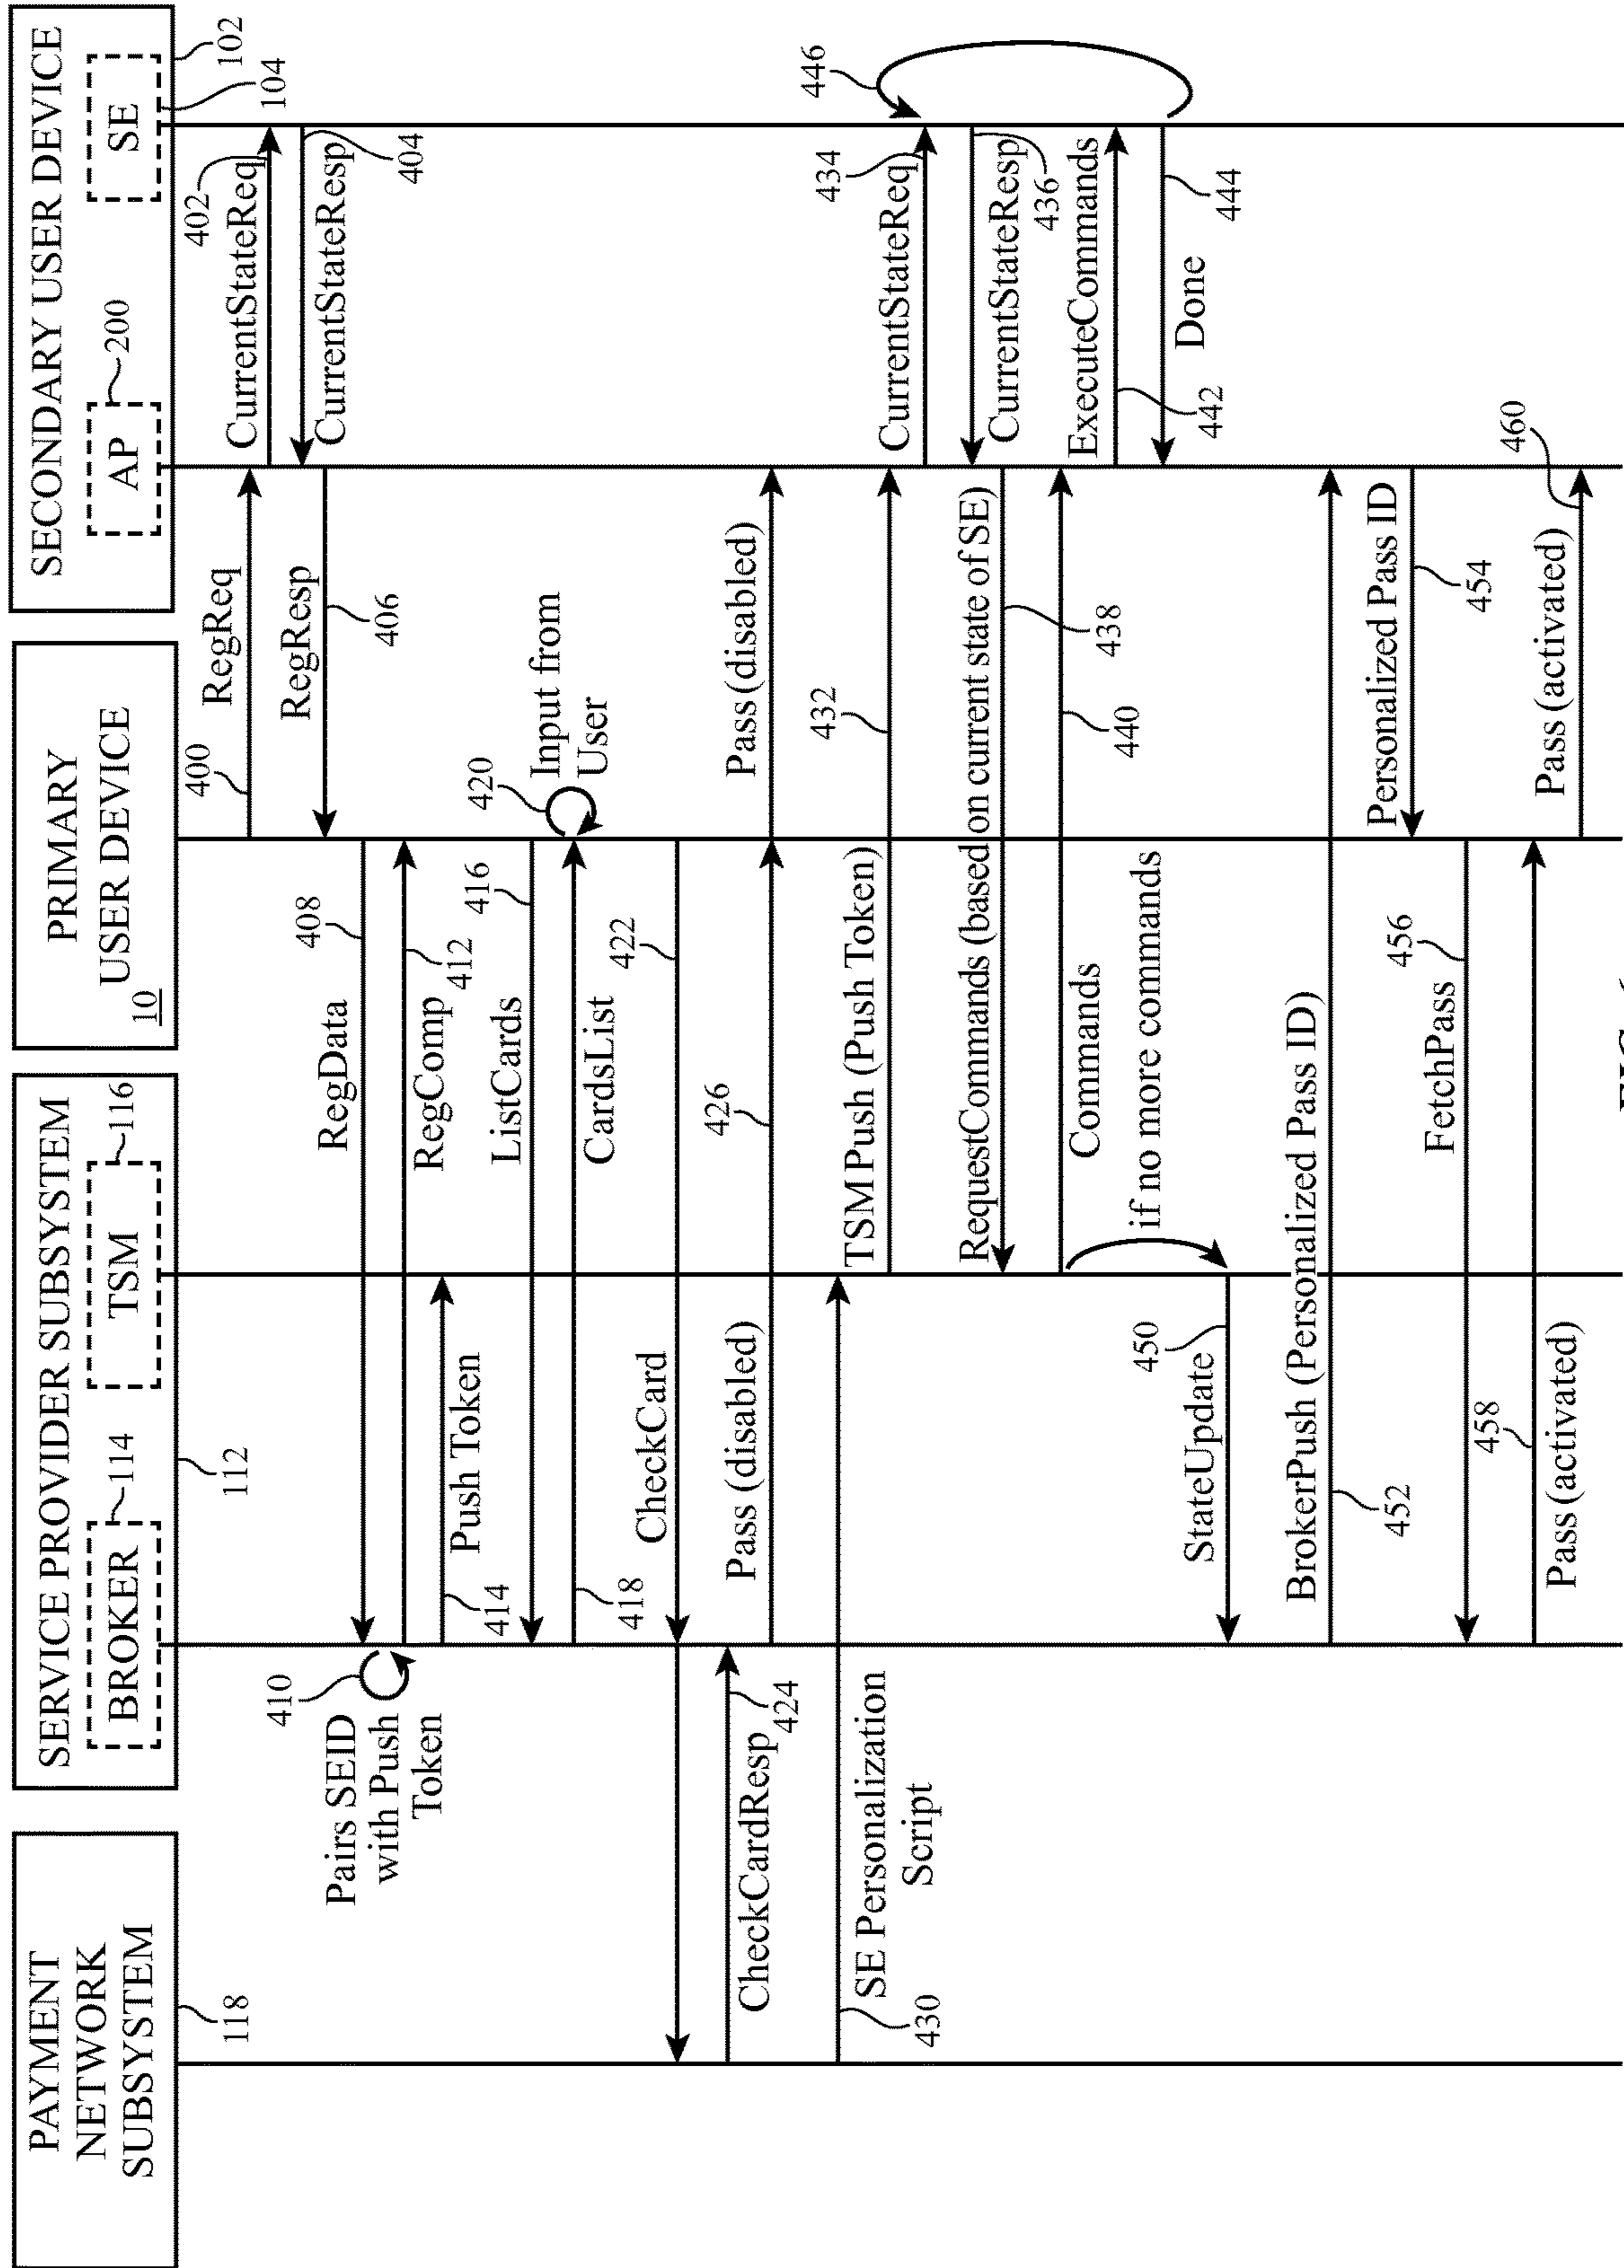 PAYMENT
NETWORK
SUBSYSTEM
118
SERVICE PROVIDER SUBSYSTEM
BROKER
114
TSM
116
112
PRIMARY
USER DEVICE
10
SECONDARY USER DEVICE
AP
200
SE
104
102
400
RegReq
402
CurrentStateReq
CurrentStateResp
404
RegResp
406
408
RegData
410
Pairs SEID
with Push
Token
RegComp
412
Push Token
414
416
ListCards
CardsList
418
420
Input from
User
422
CheckCard
CheckCardResp
424
Pass (disabled)
426
Pass (disabled)
SE Personalization
Script
430
TSMPush (Push Token)
432
434
CurrentStateReq
CurrentStateResp
436
RequestCommands (based on current state of SE)
438
Commands
440
ExecuteCommands
442
Done
444
446
if no more commands
450
StateUpdate
BrokerPush (Personalized Pass ID)
452
Personalized Pass ID
454
456
FetchPass
458
Pass (activated)
Pass (activated)
460